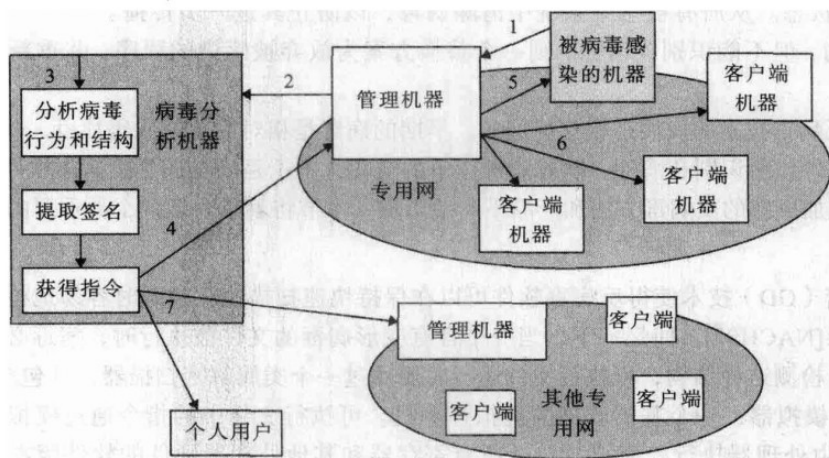 1
被病毒感
染的机器
客户端
机器
3
2
5
分析病毒
行为和结构
病毒分
析机器
管理机器
6
专用网
客户端
机器
提取签名
客户端
机器
4
获得指令
7
管理机器
客户端
客户端
客户端
其他专
用网
个人用户